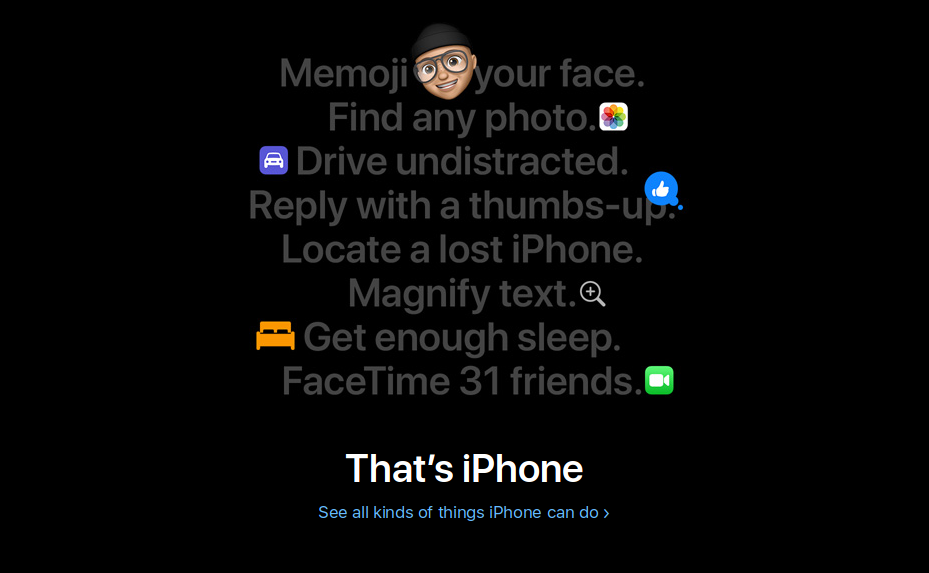 Memoji your face.
Find any photo.
Drive undistracted.
Reply with a thumbs-up.
Locate a lost iPhone.
Magnify text.
Get enough sleep.
FaceTime 31 friends.
That’s iPhone
See all kinds of things iPhone can do ›